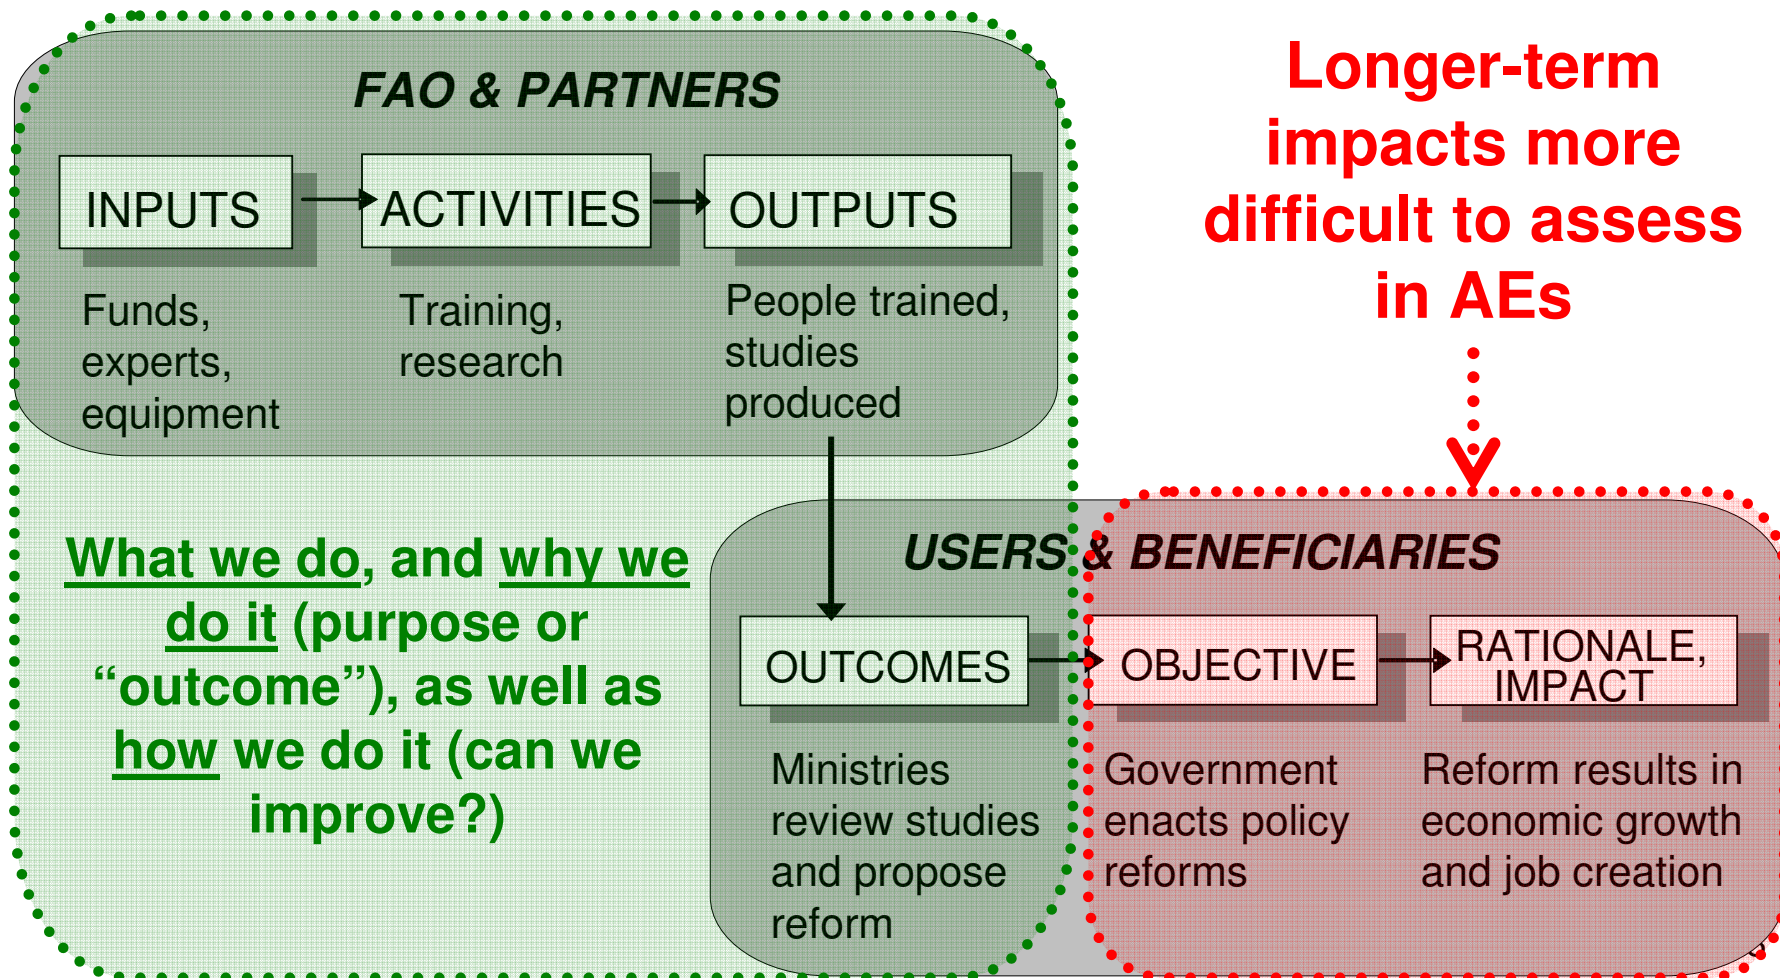 FAO & PARTNERS
INPUTS
ACTIVITIES
OUTPUTS
Funds,
experts,
equipment
Training,
research
People trained,
studies
produced
Longer-term
impacts more
difficult to assess
in AEs
What we do, and why we
do it (purpose or
“outcome”), as well as
how we do it (can we
improve?)
USERS & BENEFICIARIES
OUTCOMES
OBJECTIVE
RATIONALE,
IMPACT
Ministries
review studies
and propose
reform
Government
enacts policy
reforms
Reform results in
economic growth
and job creation